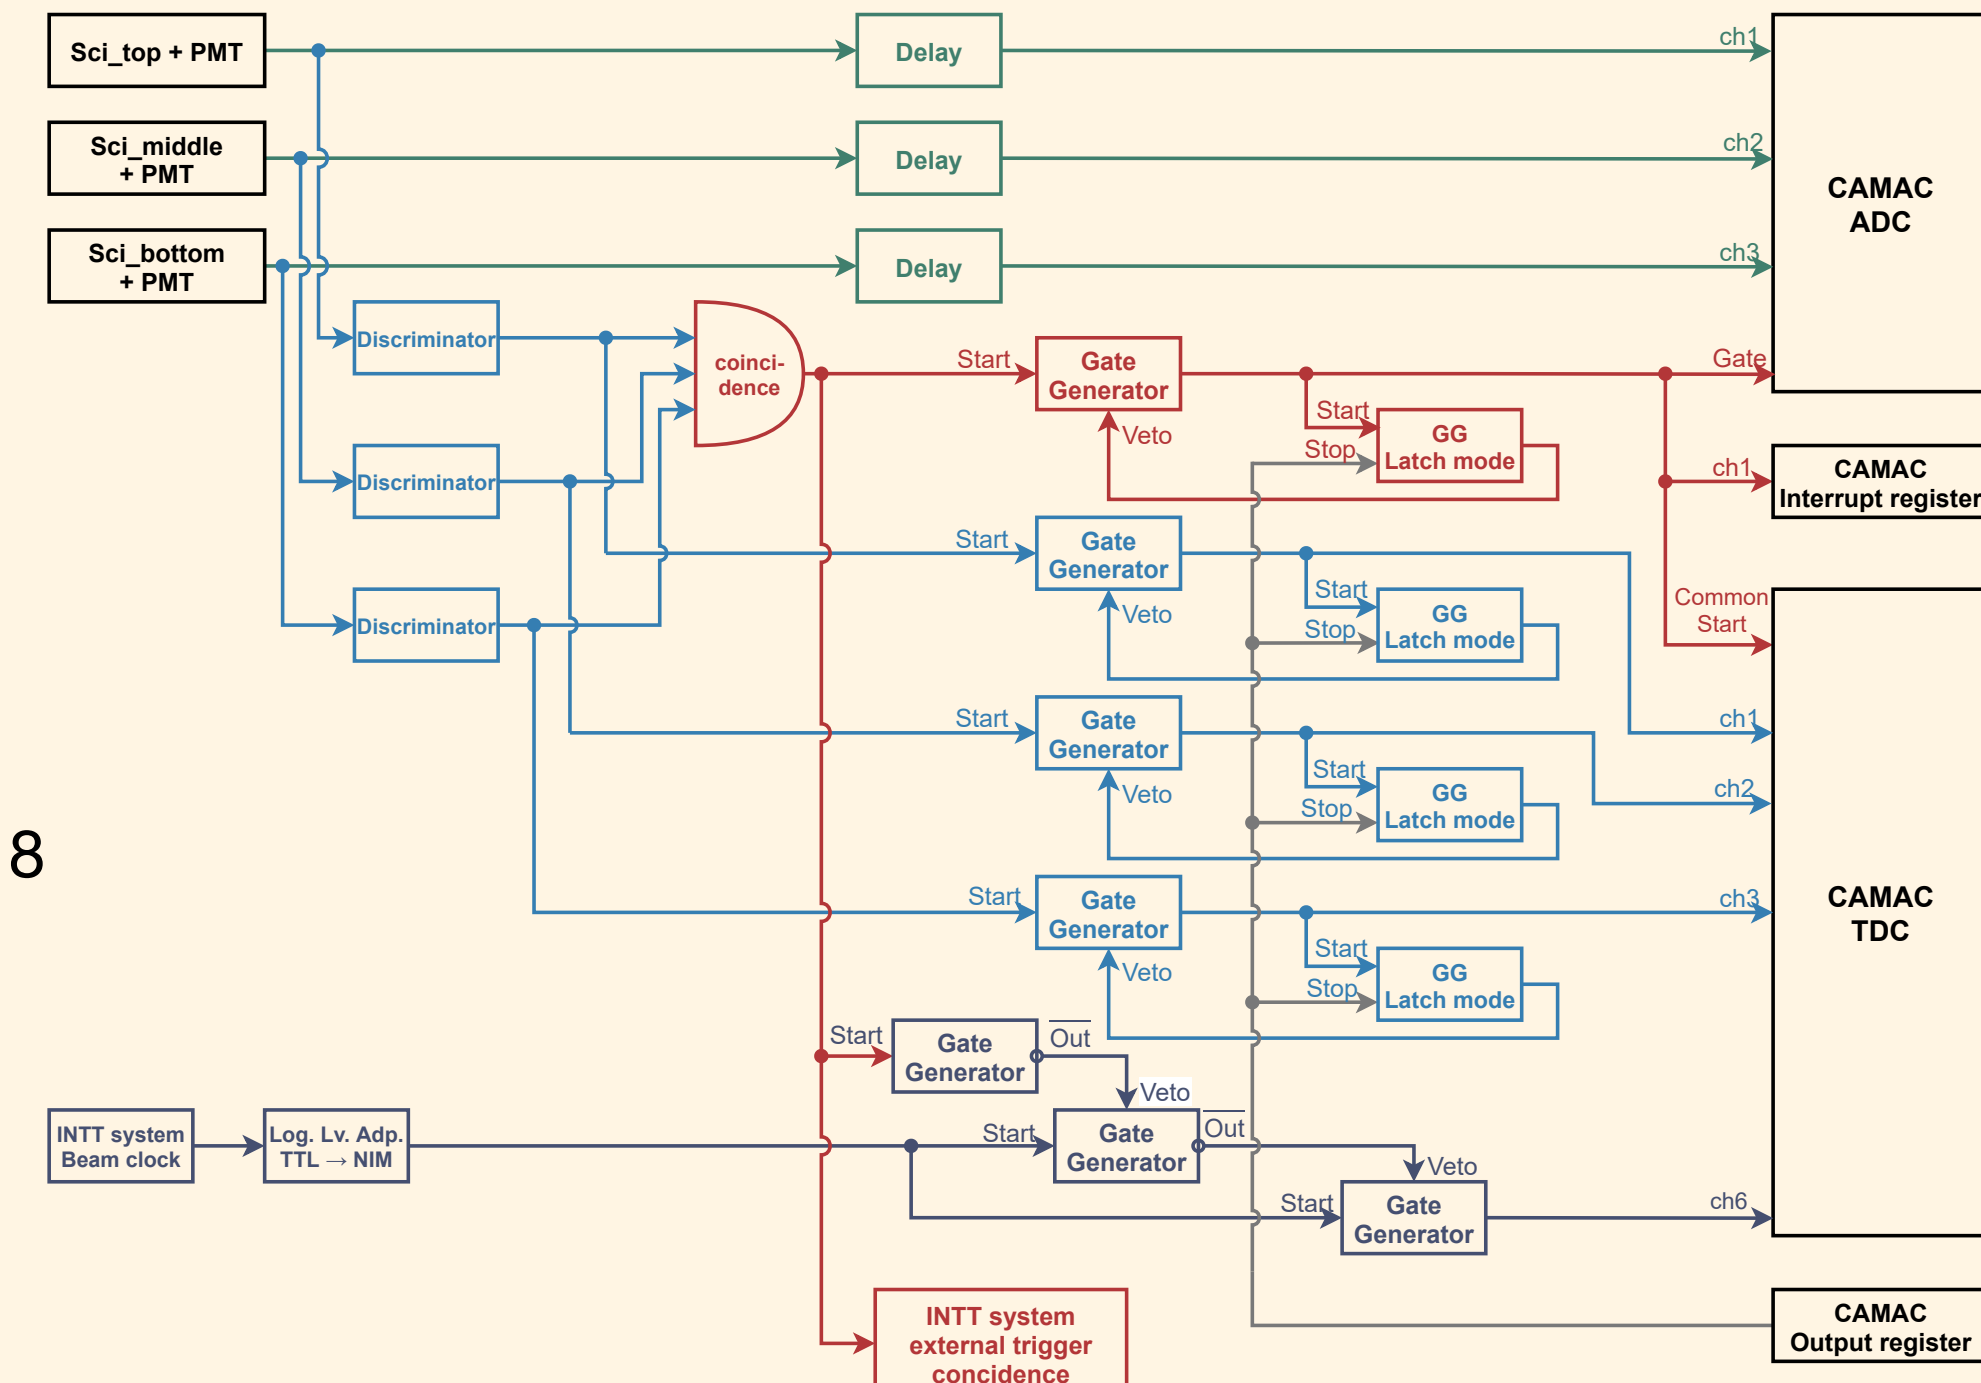 Sci_top + PMT
Delay
ch1
Sci_middle
+ PMT
Delay
ch2
CAMAC
ADC
Sci_bottom
+ PMT
Delay
ch3
Discriminator
coinci-
dence
Start
Gate
Generator
Gate
Veto
Start
Stop
GG
Latch mode
ch1
CAMAC
Interrupt register
Discriminator
Start
Gate
Generator
Veto
Start
Stop
GG
Latch mode
Common
Start
Discriminator
Start
Gate
Generator
Veto
Start
Stop
GG
Latch mode
ch1
ch2
8
Start
Gate
Generator
Veto
Start
Stop
GG
Latch mode
ch3
CAMAC
TDC
Start
Gate
Generator
Out
Veto
INTT system
Beam clock
Log. Lv. Adp.
TTL → NIM
Start
Gate
Generator
Out
Veto
Start
Gate
Generator
ch6
INTT system
external trigger
concidence
CAMAC
Output register